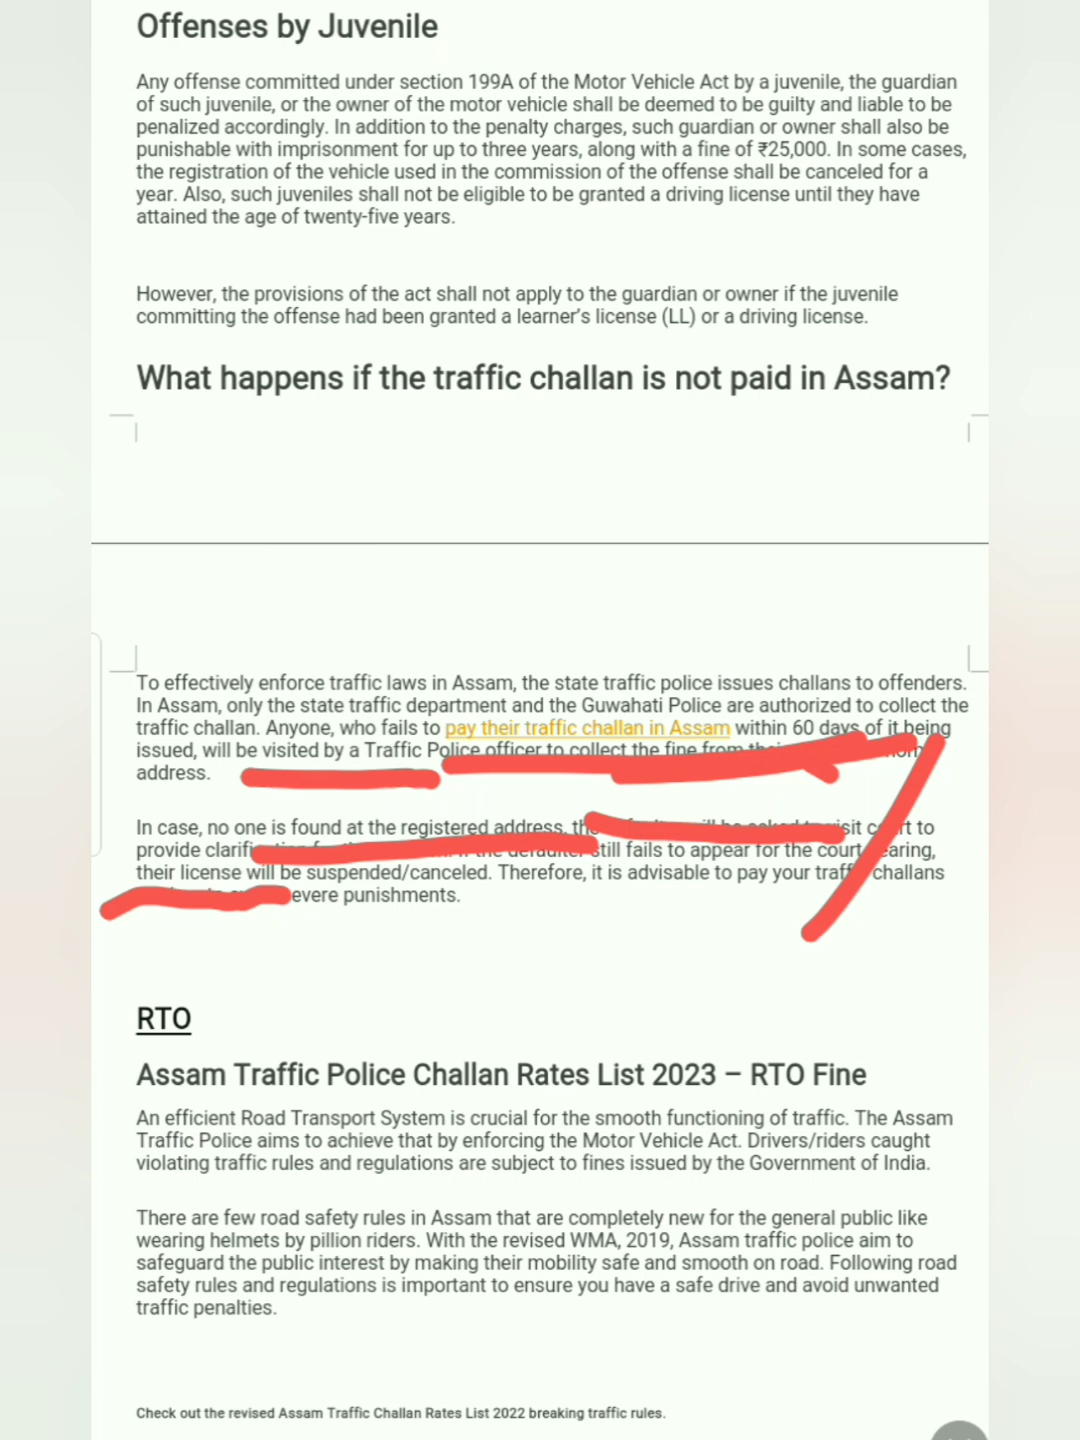 Offenses by Juvenile
Any offense committed under section 199A of the Motor Vehicle Act by a juvenile, the guardian
of such juvenile, or the owner of the motor vehicle shall be deemed to be guilty and liable to be
penalized accordingly. In addition to the penalty charges, such guardian or owner shall also be
punishable with imprisonment for up to three years, along with a fine of ₹25,000. In some cases,
the registration of the vehicle used in the commission of the offense shall be canceled for a
year. Also, such juveniles shall not be eligible to be granted a driving license until they have
attained the age of twenty-five years.
However, the provisions of the act shall not apply to the guardian or owner if the juvenile
committing the offense had been granted a learner's license (LL) or a driving license.
What happens if the traffic challan is not paid in Assam?
To effectively enforce traffic laws in Assam, the state traffic police issues challans to offenders.
In Assam, only the state traffic department and the Guwahati Police are authorized to collect the
traffic challan. Anyone, who fails to pay their traffic challan in Assam within 60 days of it being
issued, will be visited by a Traffic Police officer to collect the fine from
address.
In case, no one is found at the registered address, court to
provide still fails to appear for the court hearing,
their license will be suspended/canceled. Therefore, it is advisable to pay your traffic challans
punishments.
RTO
Assam Traffic Police Challan Rates List 2023 – RTO Fine
An efficient Road Transport System is crucial for the smooth functioning of traffic. The Assam
Traffic Police aims to achieve that by enforcing the Motor Vehicle Act. Drivers/riders caught
violating traffic rules and regulations are subject to fines issued by the Government of India.
There are few road safety rules in Assam that are completely new for the general public like
wearing helmets by pillion riders. With the revised WMA, 2019, Assam traffic police aim to
safeguard the public interest by making their mobility safe and smooth on road. Following road
safety rules and regulations is important to ensure you have a safe drive and avoid unwanted
traffic penalties.
Check out the revised Assam Traffic Challan Rates List 2022 breaking traffic rules.